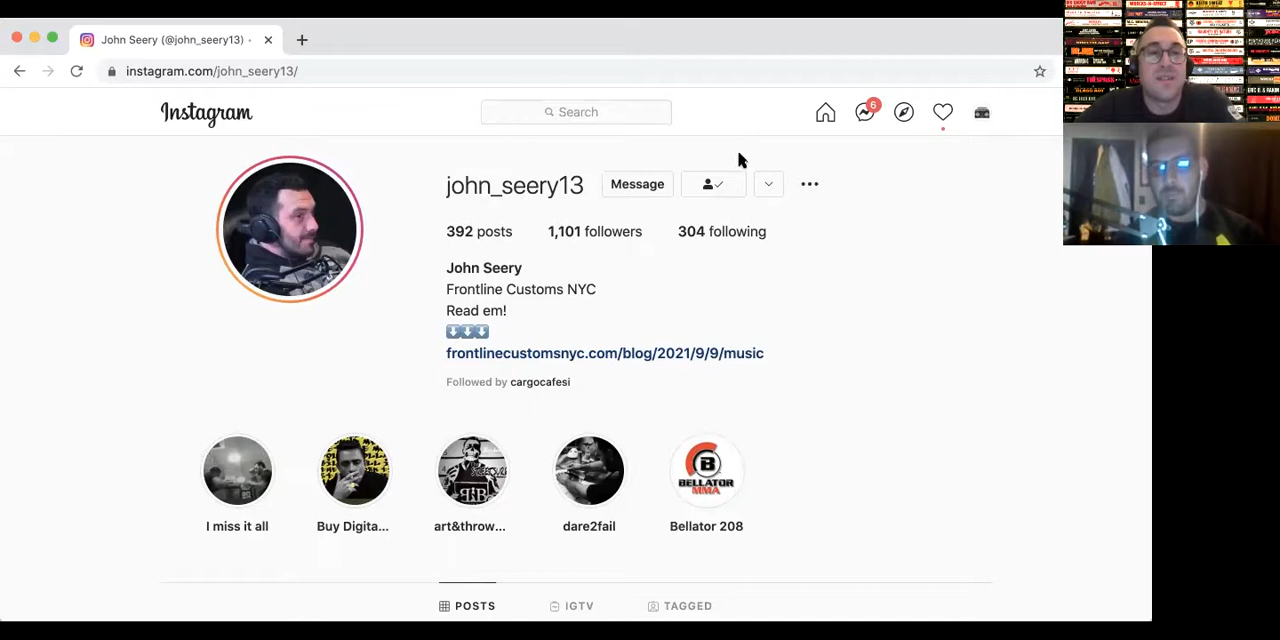 John Seery (@john_seery13) ·
instagram.com/john_seery13/
Instagram
Search
6
john_seery13
Message
392 posts 1,101 followers 304 following
John Seery
Frontline Customs NYC
Read em!
frontlinecustomsnyc.com/blog/2021/9/9/music
Followed by cargocafesi
B
BELLATOR
MMA
I miss it all
Buy Digita...
art&throw...
dare2fail
Bellator 208
POSTS
IGTV
TAGGED